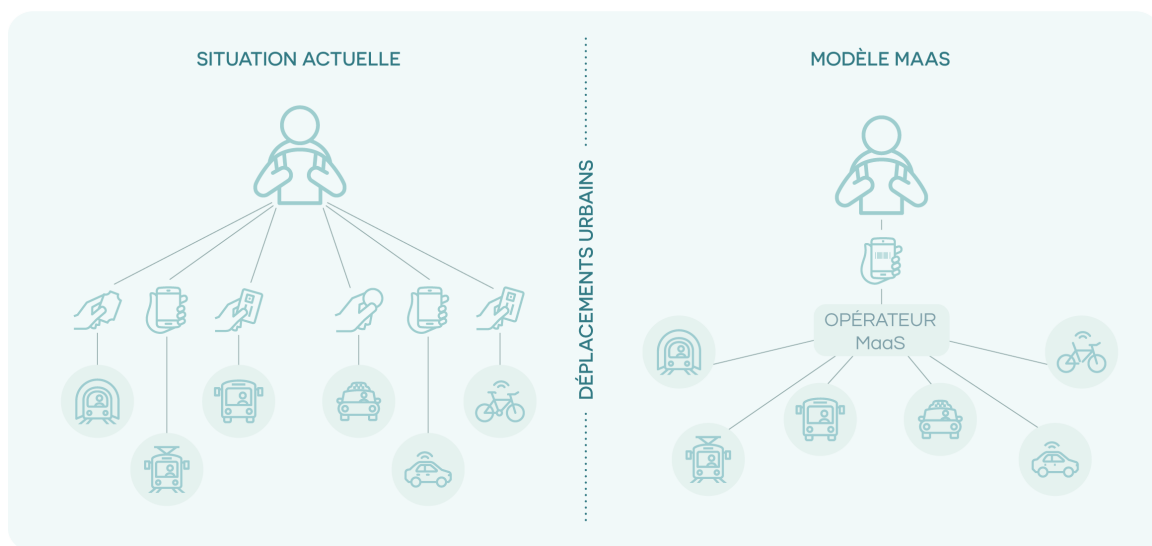 SITUATION ACTUELLE
DÉPLACEMENTS URBAINS
MODÈLE MAAS
OPÉRATEUR
MaaS